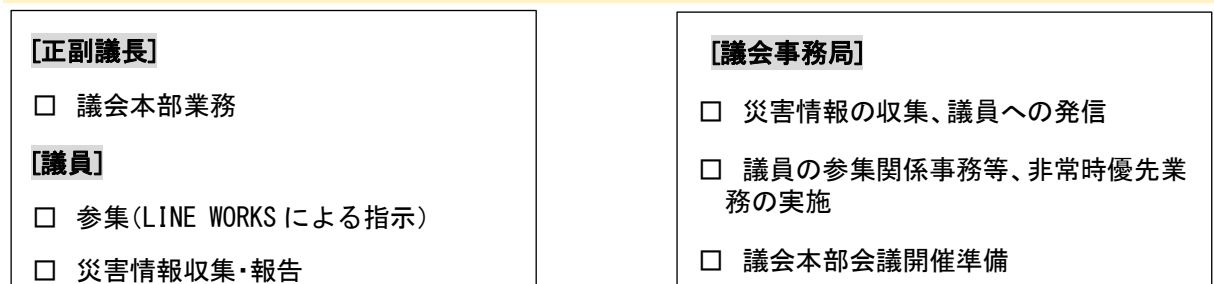 [正副議長]
□ 議会本部業務
[議員]
□ 参集(LINE WORKSによる指示)
□ 災害情報収集・報告
[議会事務局]
□ 災害情報の収集、議員への発信
□ 議員の参集関係事務等、非常時優先業
務の実施
□ 議会本部会議開催準備